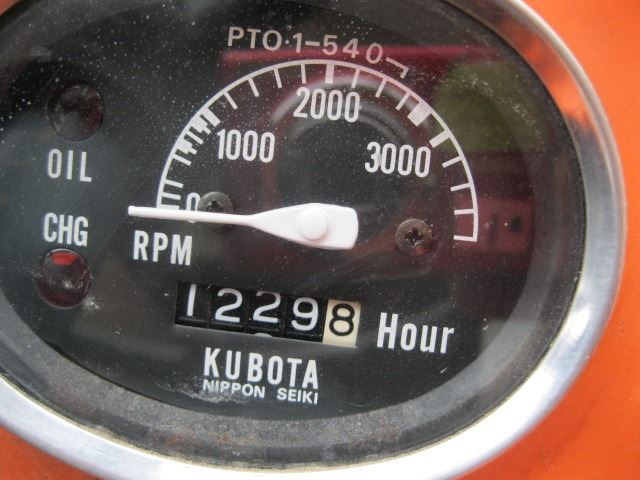 PTO·1-540
2000
1000
3000
OIL
0
CHG
RPM
12298 Hour
KUBOTA
NIPPON SEIKI